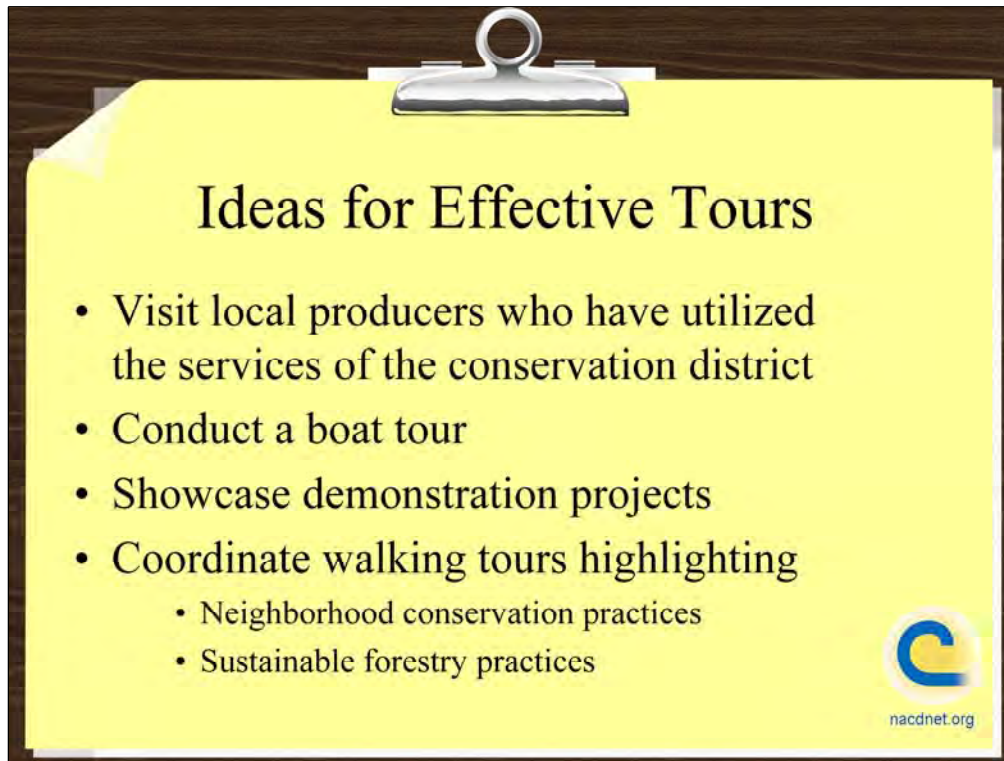 Ideas for Effective Tours
• Visit local producers who have utilized
the services of the conservation district
• Conduct a boat tour
• Showcase demonstration projects
• Coordinate walking tours highlighting
• Neighborhood conservation practices
• Sustainable forestry practices
nacdnet.org